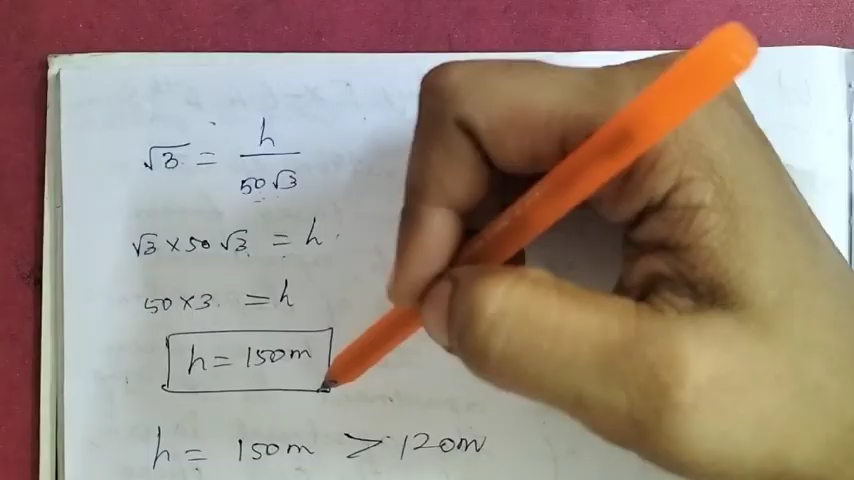 √3 = h / 50√3
√3 × 50√3 = h
50×3 = h
h = 150m
h = 150m > 120m